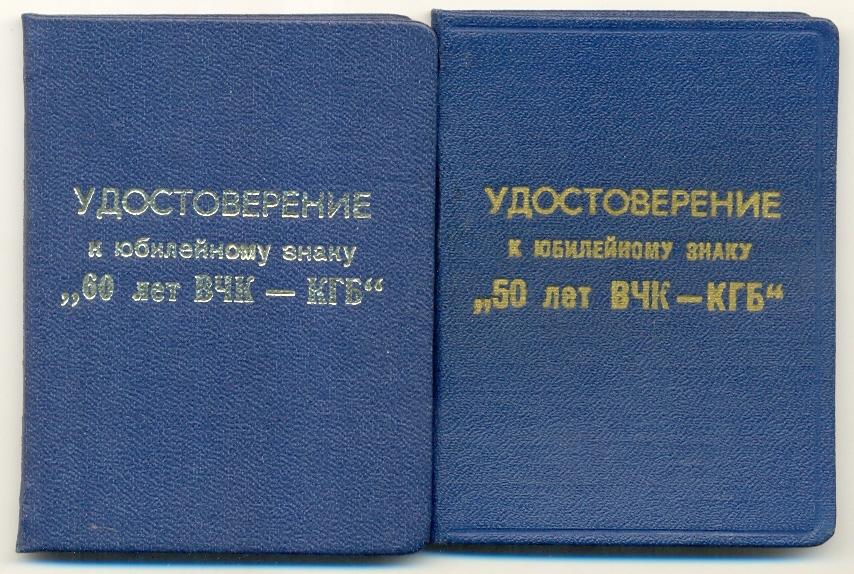 УДОСТОВЕРЕНИЕ
к юбилейному знаку
„60 лет ВЧК — КГБ“
УДОСТОВЕРЕНИЕ
К ЮБИЛЕЙНОМУ ЗНАКУ
„50 лет ВЧК — КГБ“